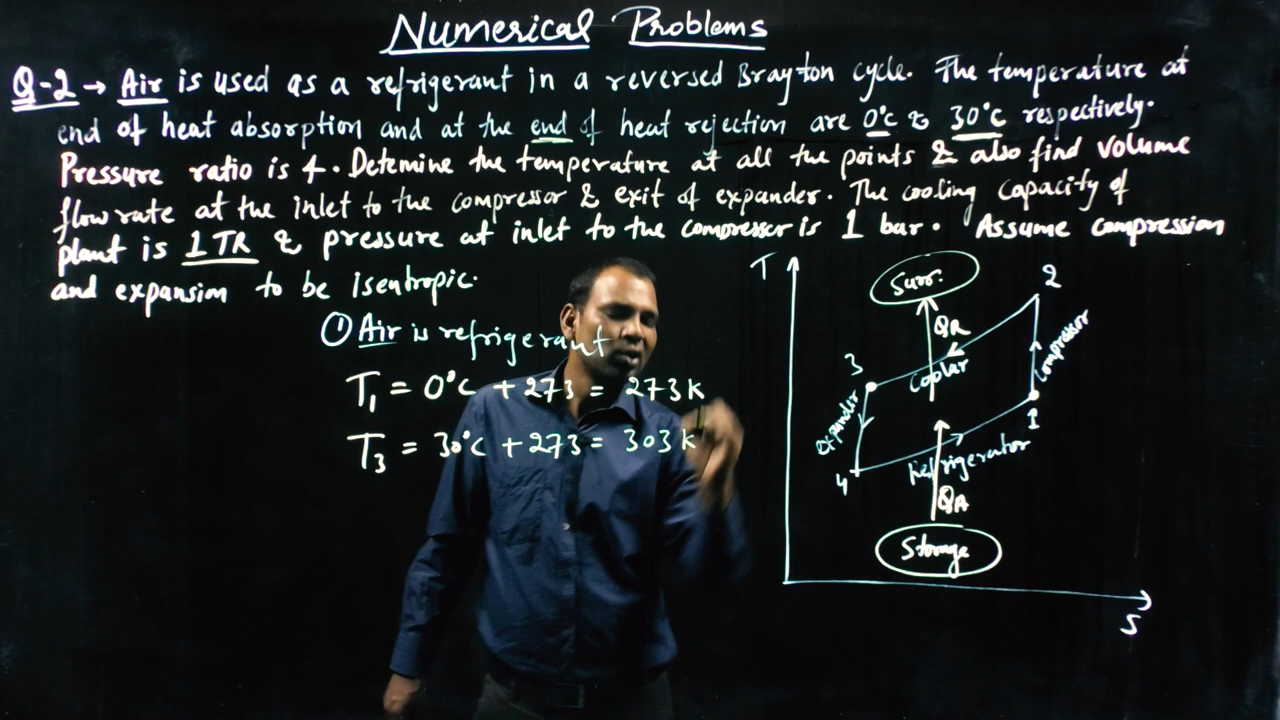 Numerical Problems
Q-2 → Air is used as a refrigerant in a reversed Brayton cycle. The temperature at
end of heat absorption and at the end of heat rejection are 0°C & 30°C respectively.
Pressure ratio is 4. Detemine the temperature at all the points & also find volume
flow rate at the inlet to the compressor & exit of expander. The cooling capacity of
plant is 1 TR & pressure at inlet to the compressor is 1 bar. Assume compression
and expansion to be isentropic.
① Air is refrigerant
T₁ = 0°C + 273 = 273 K
T₃ = 30°C + 273 = 303 K
T
Surr.
2
QR
3
Cooler
Compressor
Expander
1
4
Refrigerator
QA
Storage
S